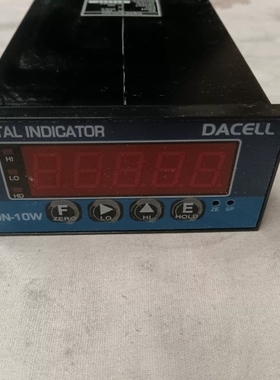 TAL INDICATOR DACELL
HI
LO
HD
N-10W
F ZERO LO HI E HOLD
ZE SP